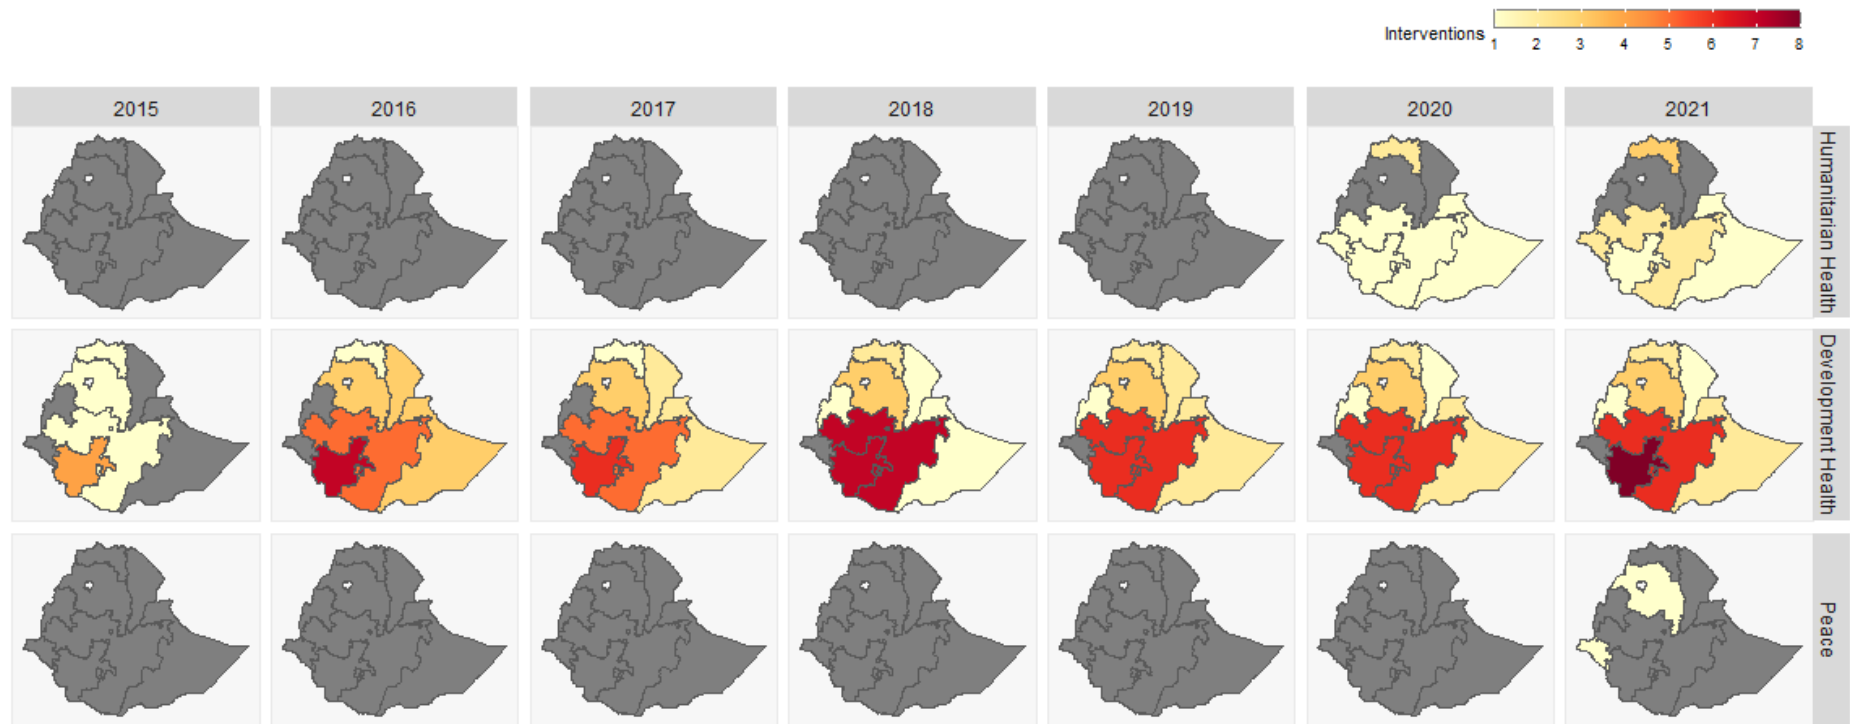 Interventions
1 2 3 4 5 6 7 8
2015 2016 2017 2018 2019 2020 2021
Humanitarian Health
Development Health
Peace